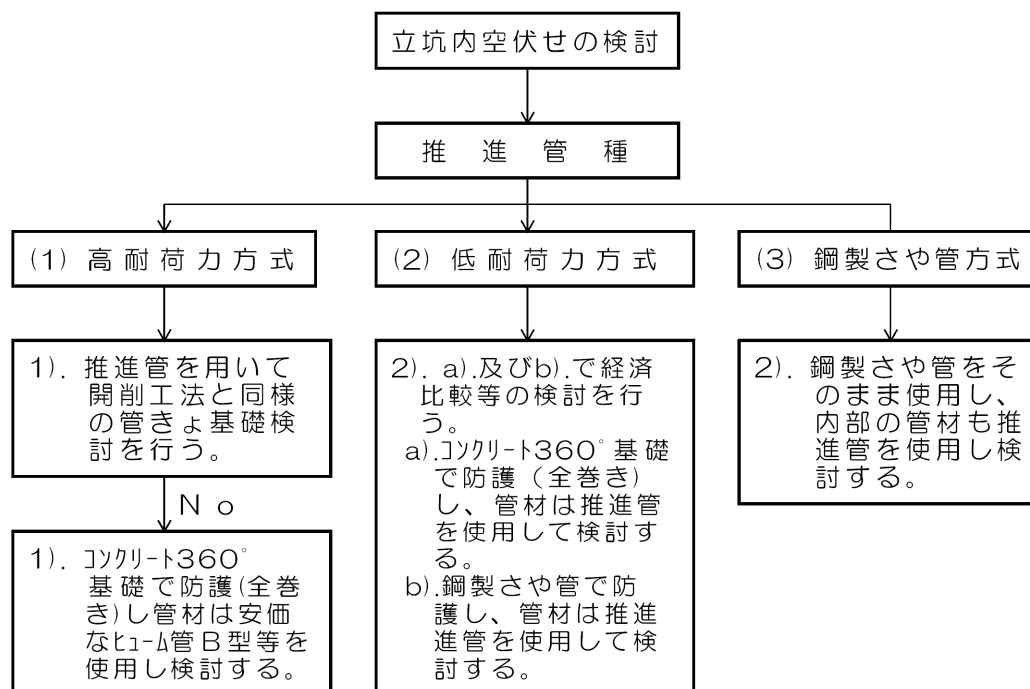 立坑内空伏せの検討
推進管種
(1) 高耐荷力方式
(2) 低耐荷力方式
(3) 鋼製さや管方式
1). 推進管を用いて
開削工法と同様
の管きょ基礎検
討を行う。
No
1). ｺﾝｸﾘｰﾄ360°
基礎で防護(全巻
き)し管材は安価
なﾋｭｰﾑ管Ｂ型等を
使用し検討する。
2). a).及びb).で経済
比較等の検討を行
う。
a).ｺﾝｸﾘｰﾄ360°基礎
で防護（全巻き）
し、管材は推進管
を使用して検討す
る。
b).鋼製さや管で防
護し、管材は推進
進管を使用して検
討する。
2). 鋼製さや管をそ
のまま使用し、
内部の管材も推
進管を使用し検
討する。